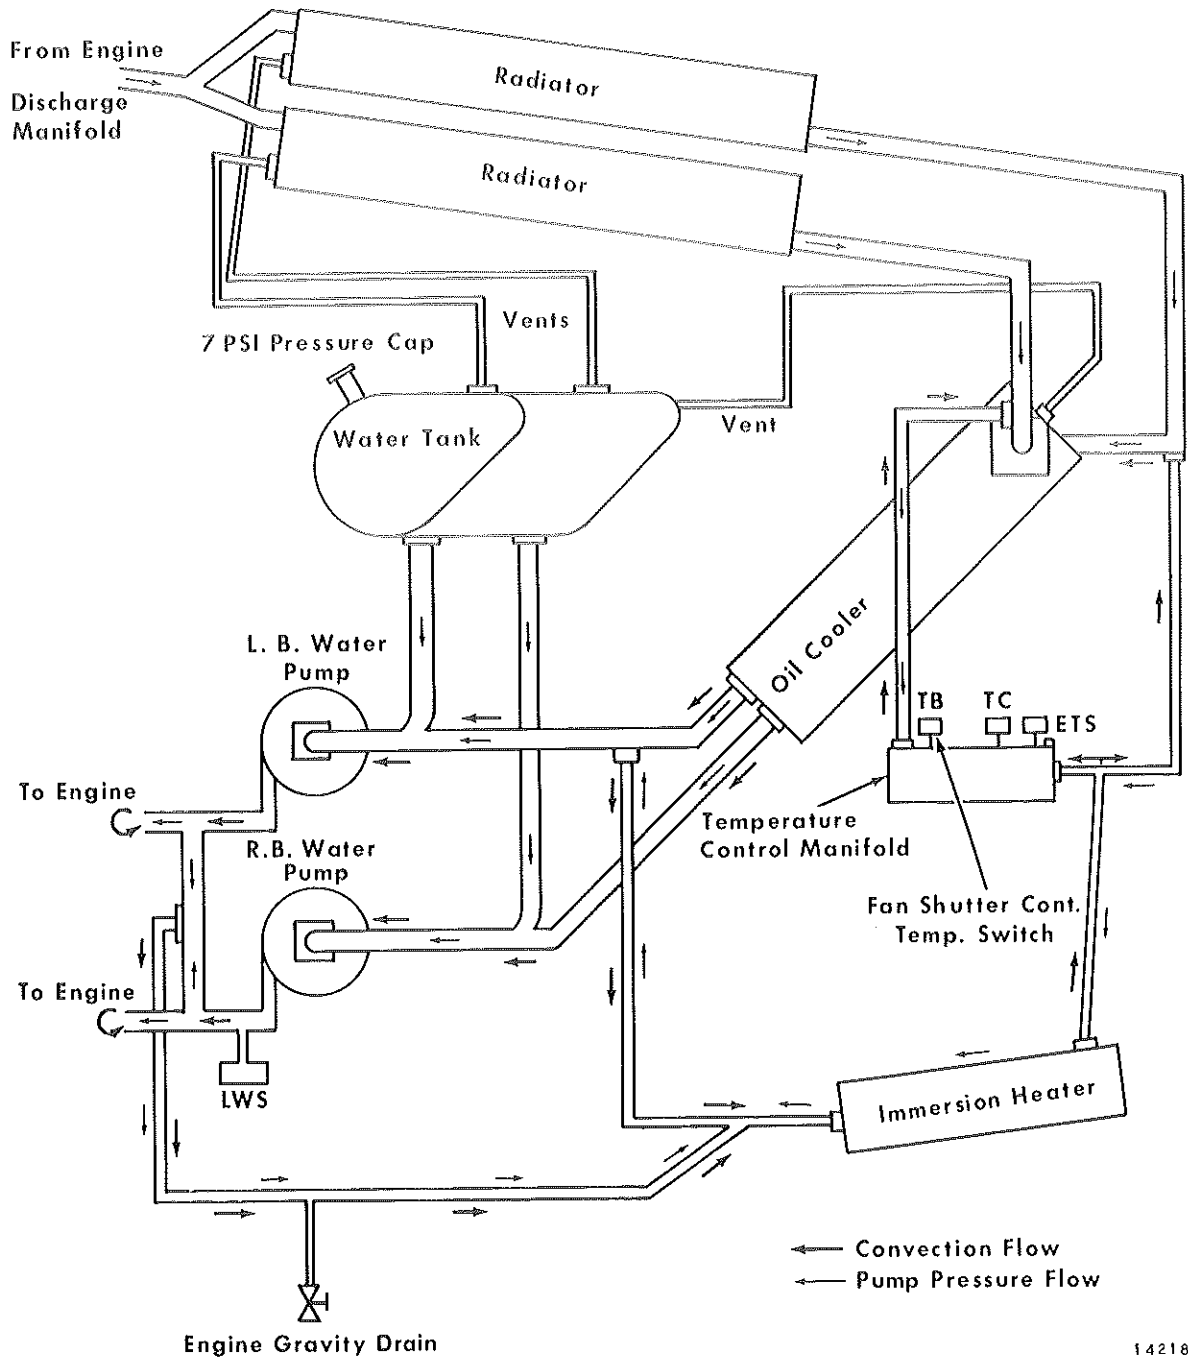 From Engine
Discharge
Manifold
Radiator
Radiator
7 PSI Pressure Cap
Vents
Water Tank
Vent
L. B. Water
Pump
Oil Cooler
TB
TC
ETS
To Engine
R.B. Water
Pump
Temperature
Control Manifold
Fan Shutter Cont.
Temp. Switch
To Engine
LWS
Immersion Heater
Convection Flow
Pump Pressure Flow
Engine Gravity Drain
14218